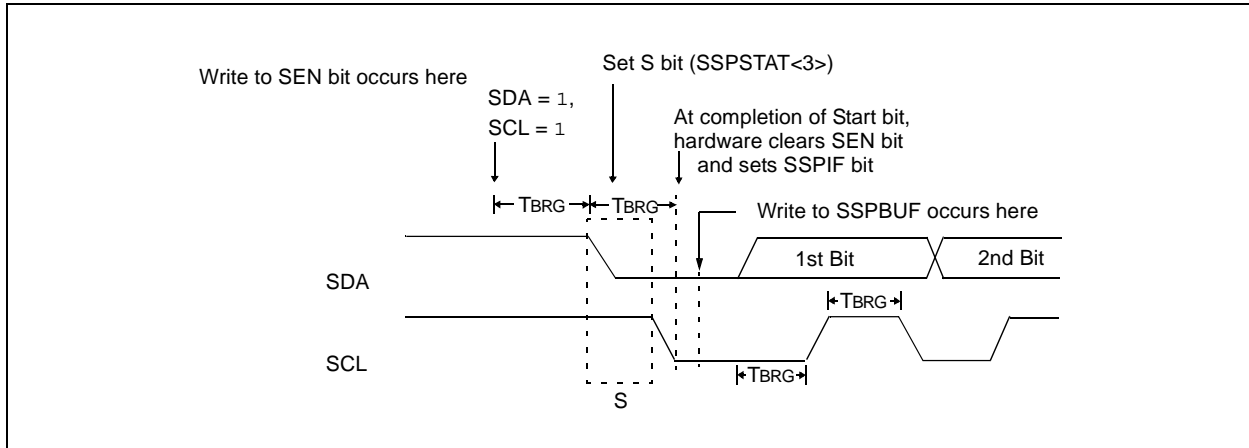 Set S bit (SSPSTAT<3>)
Write to SEN bit occurs here
SDA = 1,
SCL = 1
At completion of Start bit,
hardware clears SEN bit
and sets SSPIF bit
TBRG
TBRG
Write to SSPBUF occurs here
SDA
1st Bit
2nd Bit
TBRG
SCL
TBRG
S